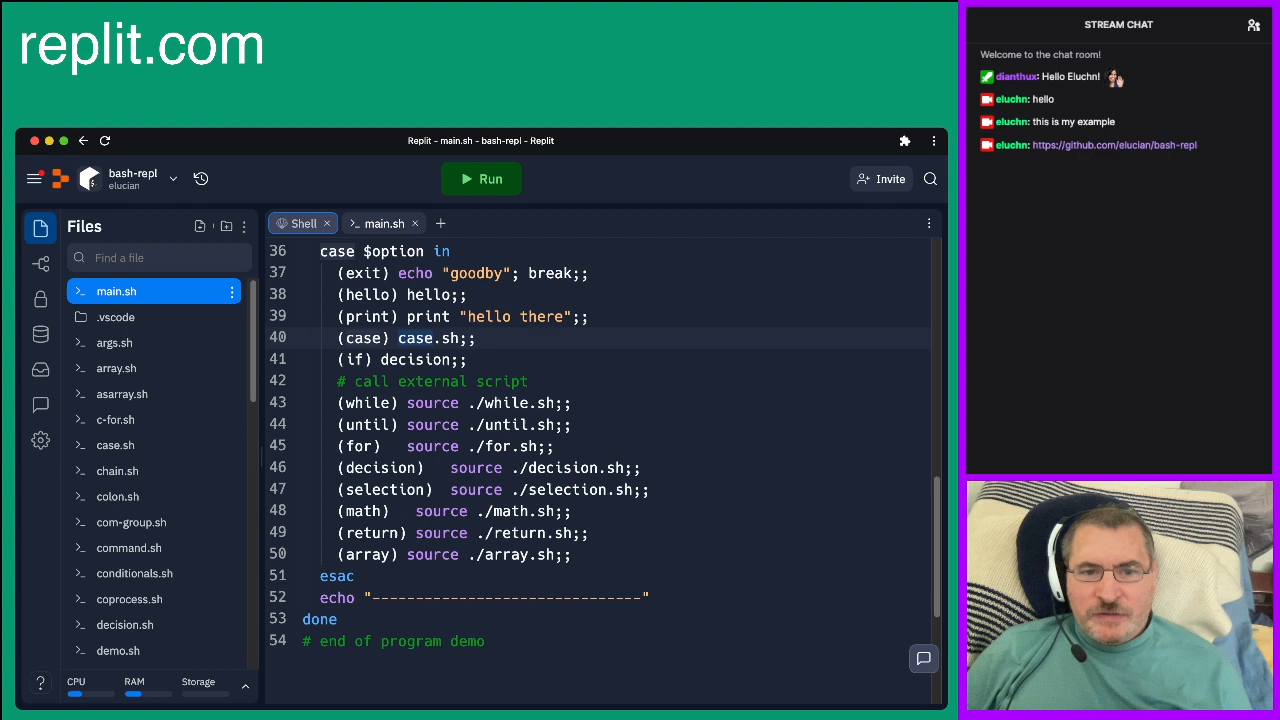 replit.com
Replit - main.sh - bash-repl - Replit
bash-repl
elucian
Run
Invite
Files
Find a file
main.sh
.vscode
args.sh
array.sh
asarray.sh
c-for.sh
case.sh
chain.sh
colon.sh
com-group.sh
command.sh
conditionals.sh
coprocess.sh
decision.sh
demo.sh
CPU
RAM
Storage
?
Shell
main.sh
36 case $option in
37 (exit) echo "goodby"; break;;
38 (hello) hello;;
39 (print) print "hello there";;
40 (case) case.sh;;
41 (if) decision;;
42 # call external script
43 (while) source ./while.sh;;
44 (until) source ./until.sh;;
45 (for) source ./for.sh;;
46 (decision) source ./decision.sh;;
47 (selection) source ./selection.sh;;
48 (math) source ./math.sh;;
49 (return) source ./return.sh;;
50 (array) source ./array.sh;;
51 esac
52 echo "-------------------------------"
53 done
54 # end of program demo
STREAM CHAT
Welcome to the chat room!
dianthux: Hello Eluchn!
eluchn: hello
eluchn: this is my example
eluchn: https://github.com/elucian/bash-repl